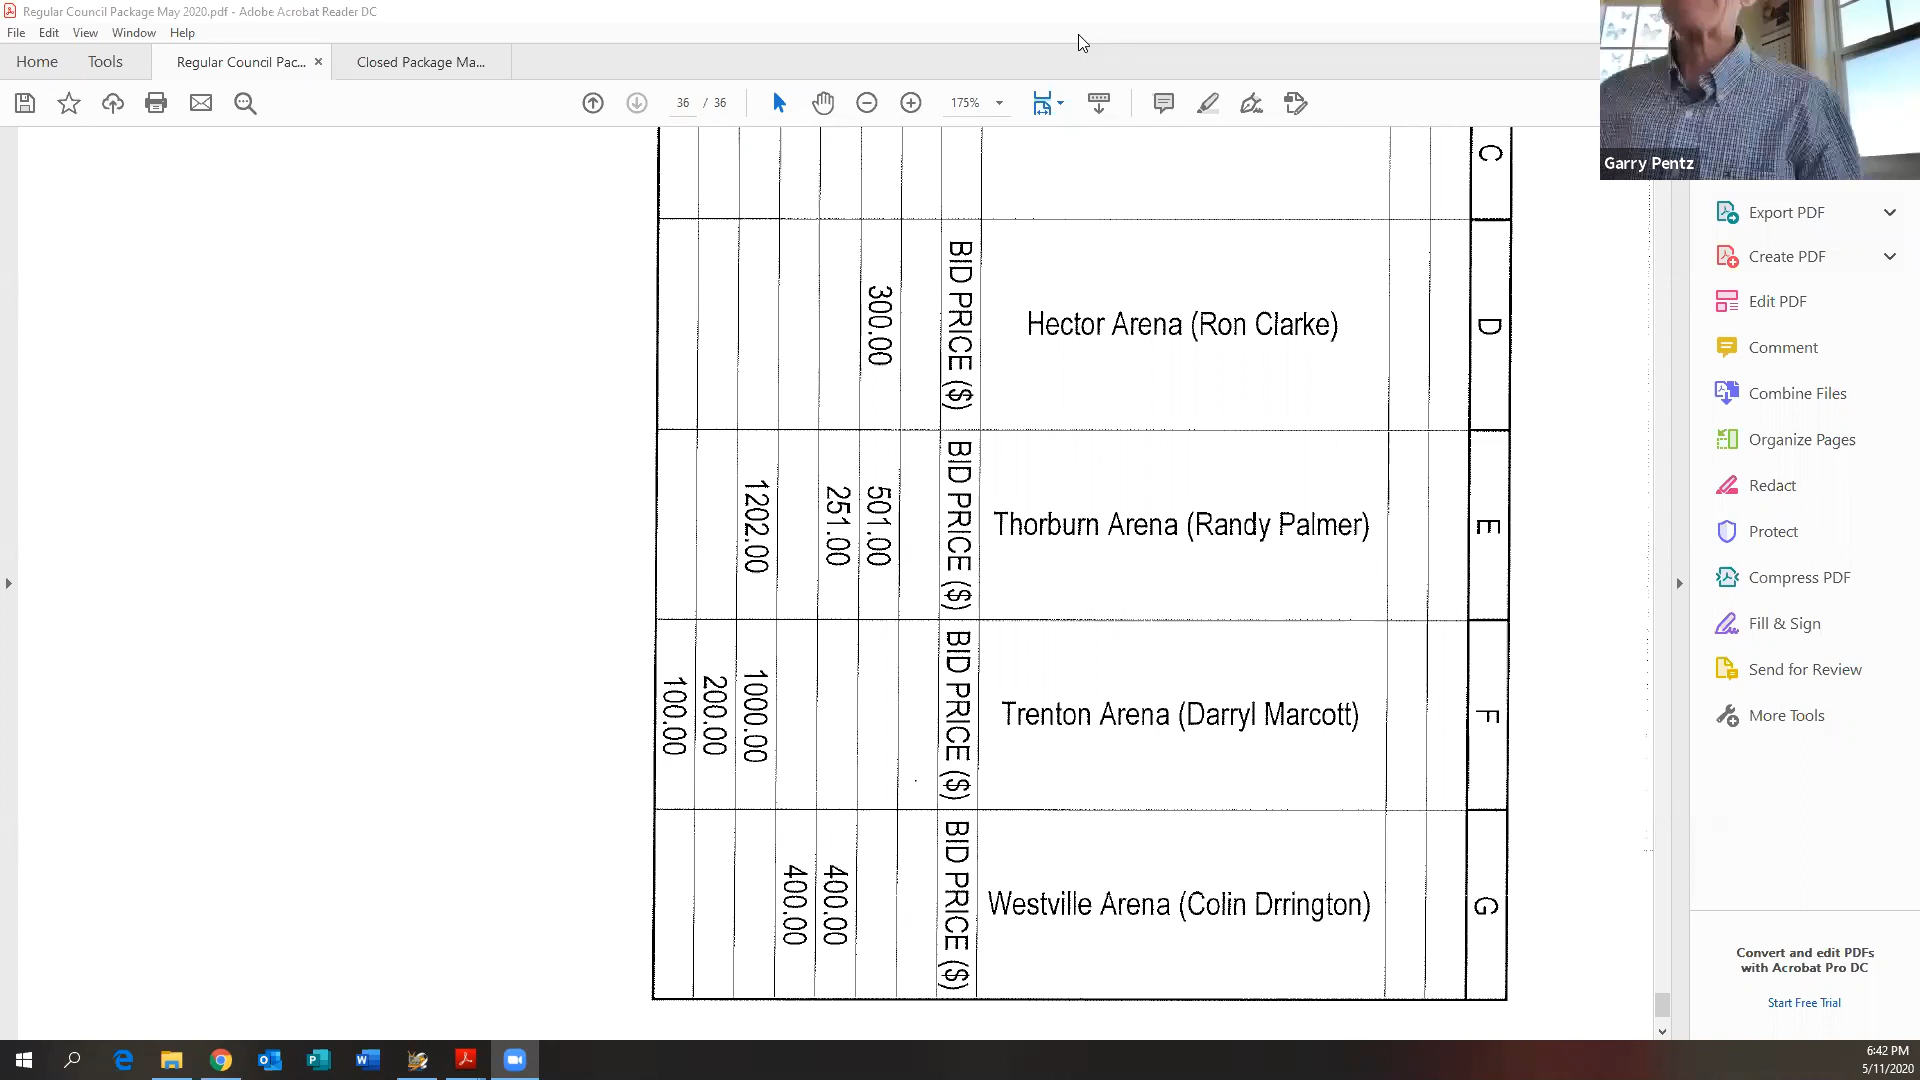 Regular Council Package May 2020.pdf - Adobe Acrobat Reader DC
File Edit View Window Help
Home Tools Regular Council Pac... × Closed Package Ma...
36 / 36 175%
Garry Pentz
C
D
Hector Arena (Ron Clarke)
BID PRICE ($)
300.00
E
Thorburn Arena (Randy Palmer)
BID PRICE ($)
501.00
251.00
1202.00
F
Trenton Arena (Darryl Marcott)
BID PRICE ($)
1000.00
200.00
100.00
G
Westville Arena (Colin Drrington)
BID PRICE ($)
400.00
400.00
Export PDF
Create PDF
Edit PDF
Comment
Combine Files
Organize Pages
Redact
Protect
Compress PDF
Fill & Sign
Send for Review
More Tools
Convert and edit PDFs
with Acrobat Pro DC
Start Free Trial
6:42 PM
5/11/2020